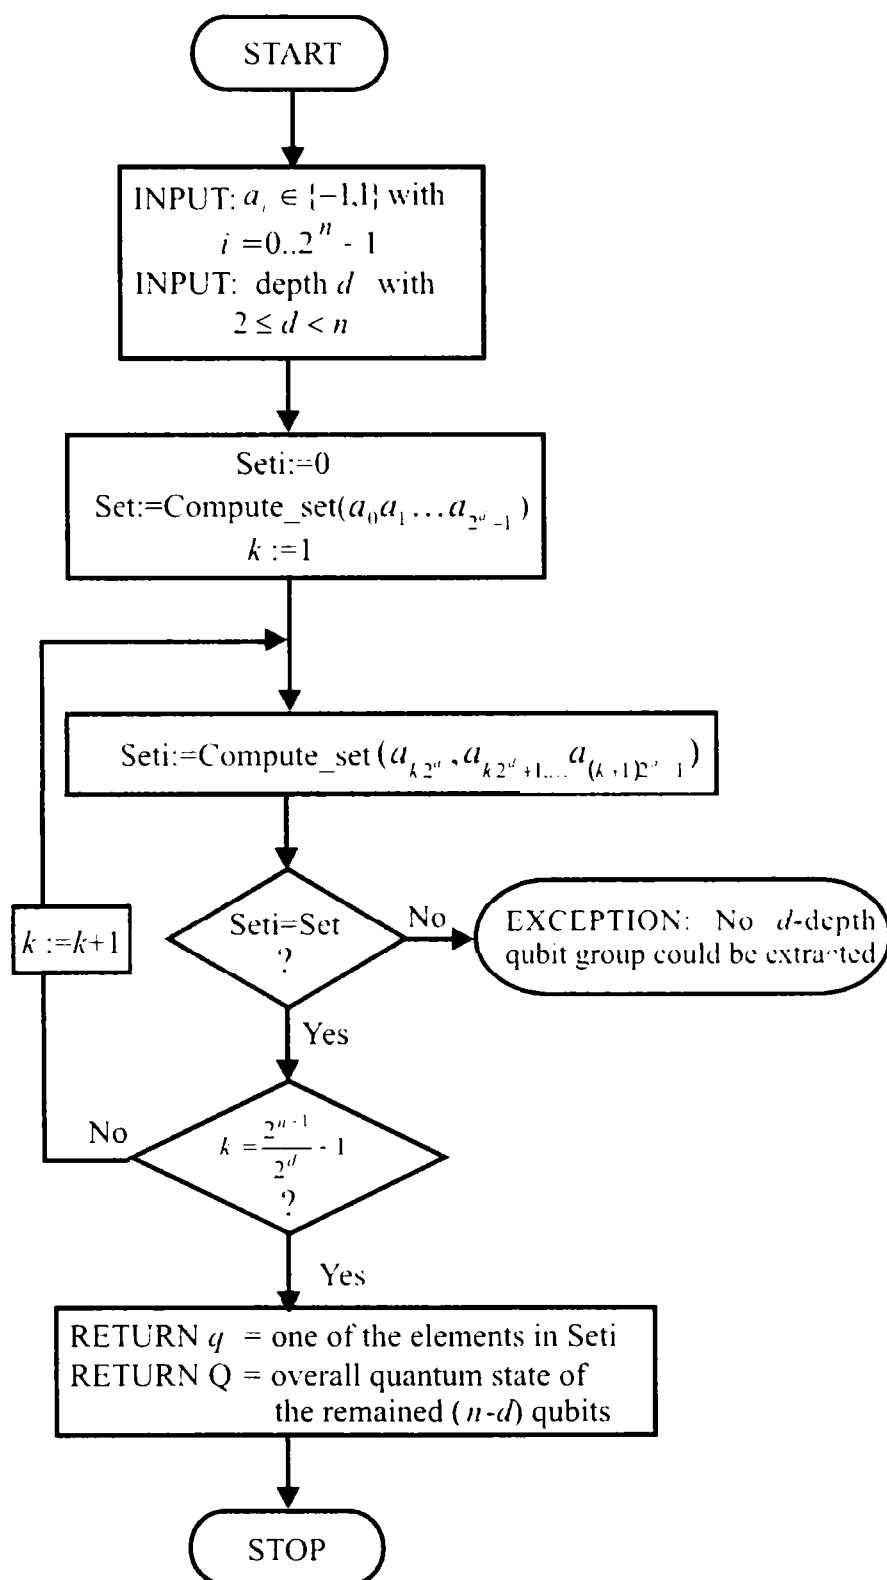 START
INPUT: a_i ∈ {−1,1} with
i =0..2^n - 1
INPUT: depth d with
2 ≤ d < n
Seti:=0
Set:=Compute_set(a_0 a_1 … a_{2^d −1})
k :=1
Seti:=Compute_set(a_{k2^d}, a_{k2^d+1},… a_{(k+1)2^d−1})
k :=k+1
Seti=Set
?
No
EXCEPTION: No d-depth
qubit group could be extracted
Yes
No
k = 2^{n-1}/2^d - 1
?
Yes
RETURN q = one of the elements in Seti
RETURN Q = overall quantum state of
the remained (n-d) qubits
STOP